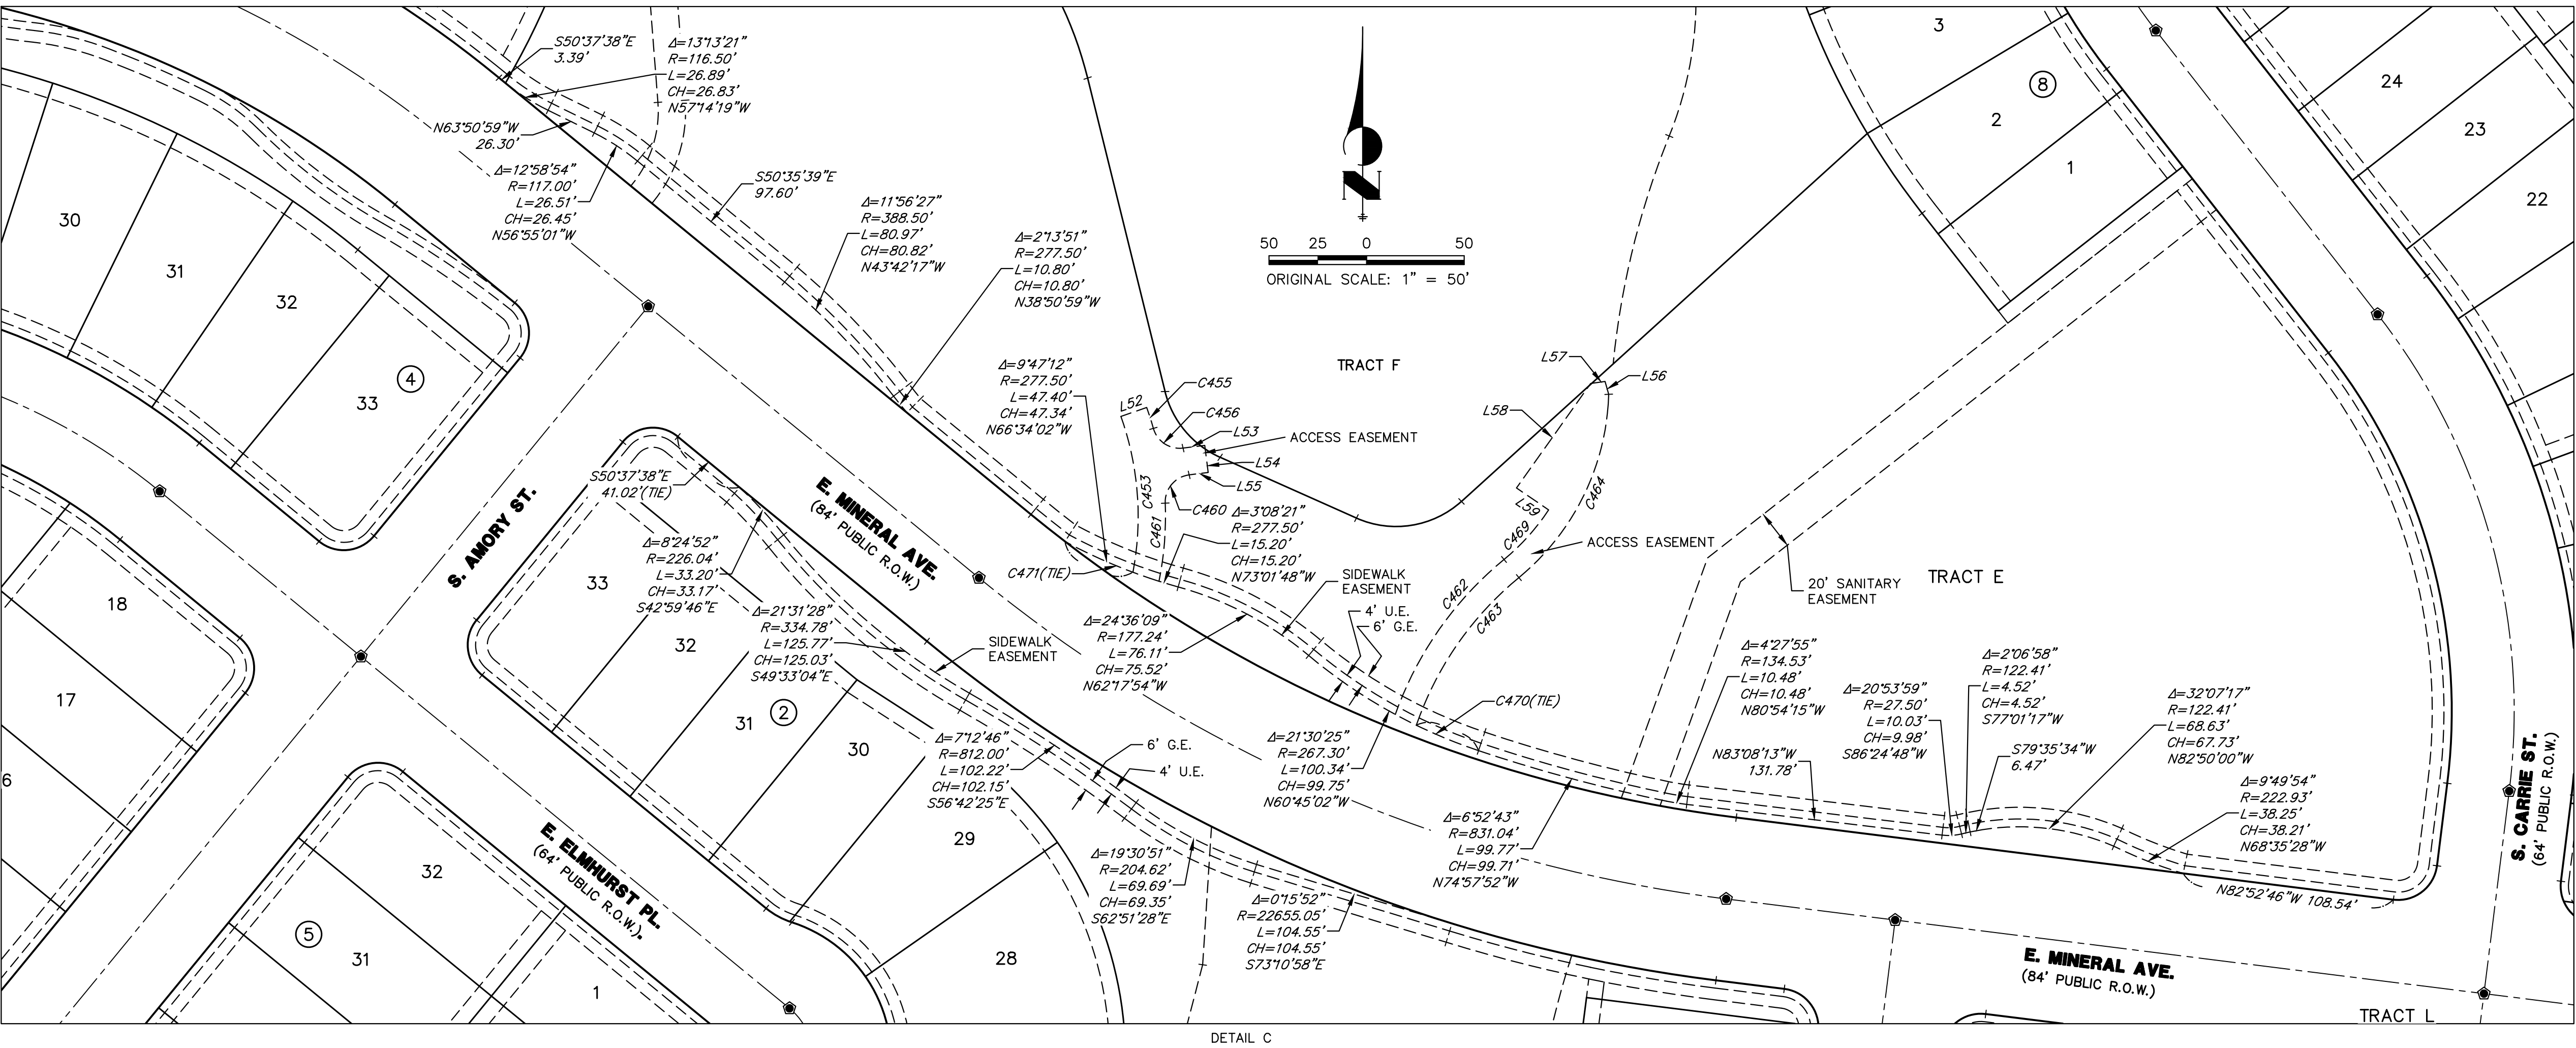 S50°37'38"E
3.39'
Δ=13°13'21"
R=116.50'
L=26.89'
CH=26.83'
N57°14'19"W
N63°50'59"W
26.30'
Δ=12°58'54"
R=117.00'
L=26.51'
CH=26.45'
N56°55'01"W
S50°35'39"E
97.60'
Δ=11°56'27"
R=388.50'
L=80.97'
CH=80.82'
N43°42'17"W
Δ=2°13'51"
R=277.50'
L=10.80'
CH=10.80'
N38°50'59"W
N
50 25 0 50
ORIGINAL SCALE: 1" = 50'
3
2
8
1
24
23
22
30
31
32
33
4
TRACT F
L57
L56
L58
L59
Δ=9°47'12"
R=277.50'
L=47.40'
CH=47.34'
N66°34'02"W
L52
C455
C456
L53
ACCESS EASEMENT
L54
L55
C453
C461
C460
Δ=3°08'21"
R=277.50'
L=15.20'
CH=15.20'
N73°01'48"W
C471(TIE)
C464
C469
ACCESS EASEMENT
C462
C463
S50°37'38"E
41.02'(TIE)
E. MINERAL AVE.
(84' PUBLIC R.O.W.)
S. AMORY ST.
Δ=8°24'52"
R=226.04'
L=33.20'
CH=33.17'
S42°59'46"E
Δ=21°31'28"
R=334.78'
L=125.77'
CH=125.03'
S49°33'04"E
SIDEWALK
EASEMENT
SIDEWALK
EASEMENT
4' U.E.
6' G.E.
Δ=24°36'09"
R=177.24'
L=76.11'
CH=75.52'
N62°17'54"W
20' SANITARY
EASEMENT
TRACT E
18
17
6
33
32
31
2
30
29
28
Δ=7°12'46"
R=812.00'
L=102.22'
CH=102.15'
S56°42'25"E
6' G.E.
4' U.E.
Δ=21°30'25"
R=267.30'
L=100.34'
CH=99.75'
N60°45'02"W
C470(TIE)
Δ=4°27'55"
R=134.53'
L=10.48'
CH=10.48'
N80°54'15"W
N83°08'13"W
131.78'
Δ=20°53'59"
R=27.50'
L=10.03'
CH=9.98'
S86°24'48"W
Δ=2°06'58"
R=122.41'
L=4.52'
CH=4.52'
S77°01'17"W
S79°35'34"W
6.47'
Δ=32°07'17"
R=122.41'
L=68.63'
CH=67.73'
N82°50'00"W
Δ=9°49'54"
R=222.93'
L=38.25'
CH=38.21'
N68°35'28"W
N82°52'46"W 108.54'
S. CARRIE ST.
(64' PUBLIC R.O.W.)
Δ=6°52'43"
R=831.04'
L=99.77'
CH=99.71'
N74°57'52"W
Δ=19°30'51"
R=204.62'
L=69.69'
CH=69.35'
S62°51'28"E
Δ=0°15'52"
R=22655.05'
L=104.55'
CH=104.55'
S73°10'58"E
E. ELMHURST PL.
(64' PUBLIC R.O.W.)
32
5
31
1
E. MINERAL AVE.
(84' PUBLIC R.O.W.)
TRACT L
DETAIL C